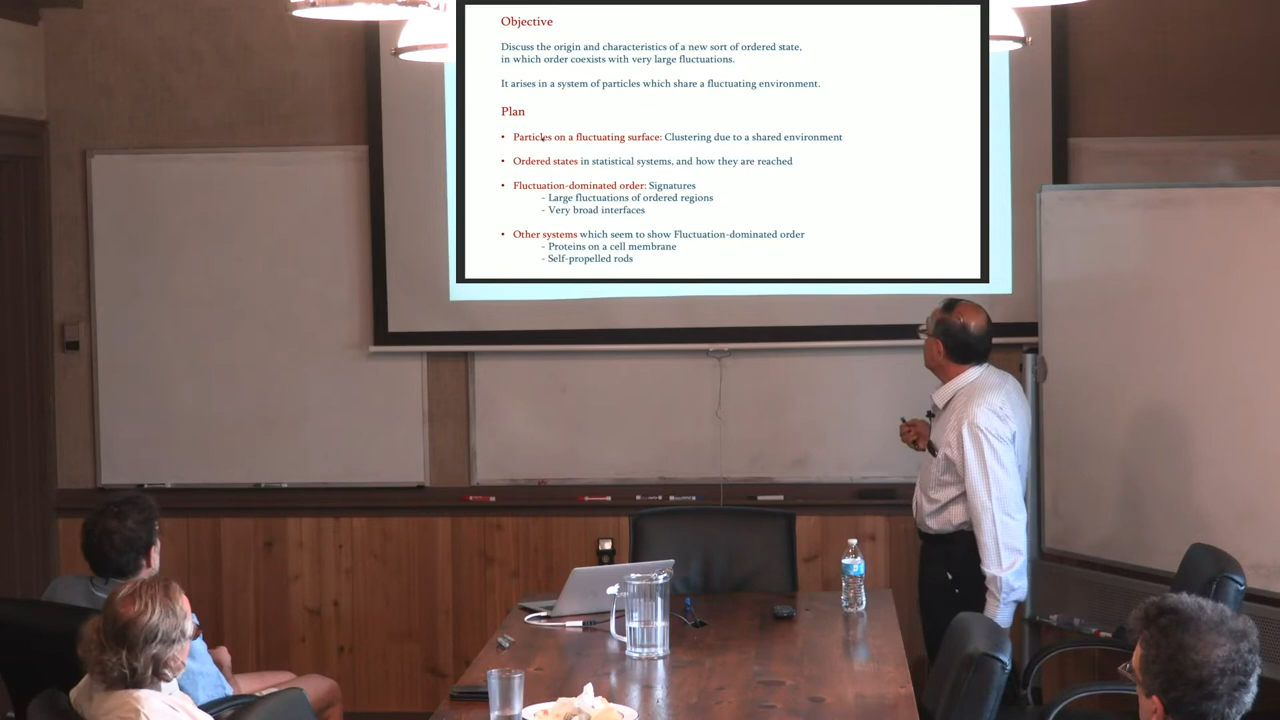 Objective
Discuss the origin and characteristics of a new sort of ordered state,
in which order coexists with very large fluctuations.
It arises in a system of particles which share a fluctuating environment.
Plan
• Particles on a fluctuating surface: Clustering due to a shared environment
• Ordered states in statistical systems, and how they are reached
• Fluctuation-dominated order: Signatures
- Large fluctuations of ordered regions
- Very broad interfaces
• Other systems which seem to show Fluctuation-dominated order
- Proteins on a cell membrane
- Self-propelled rods